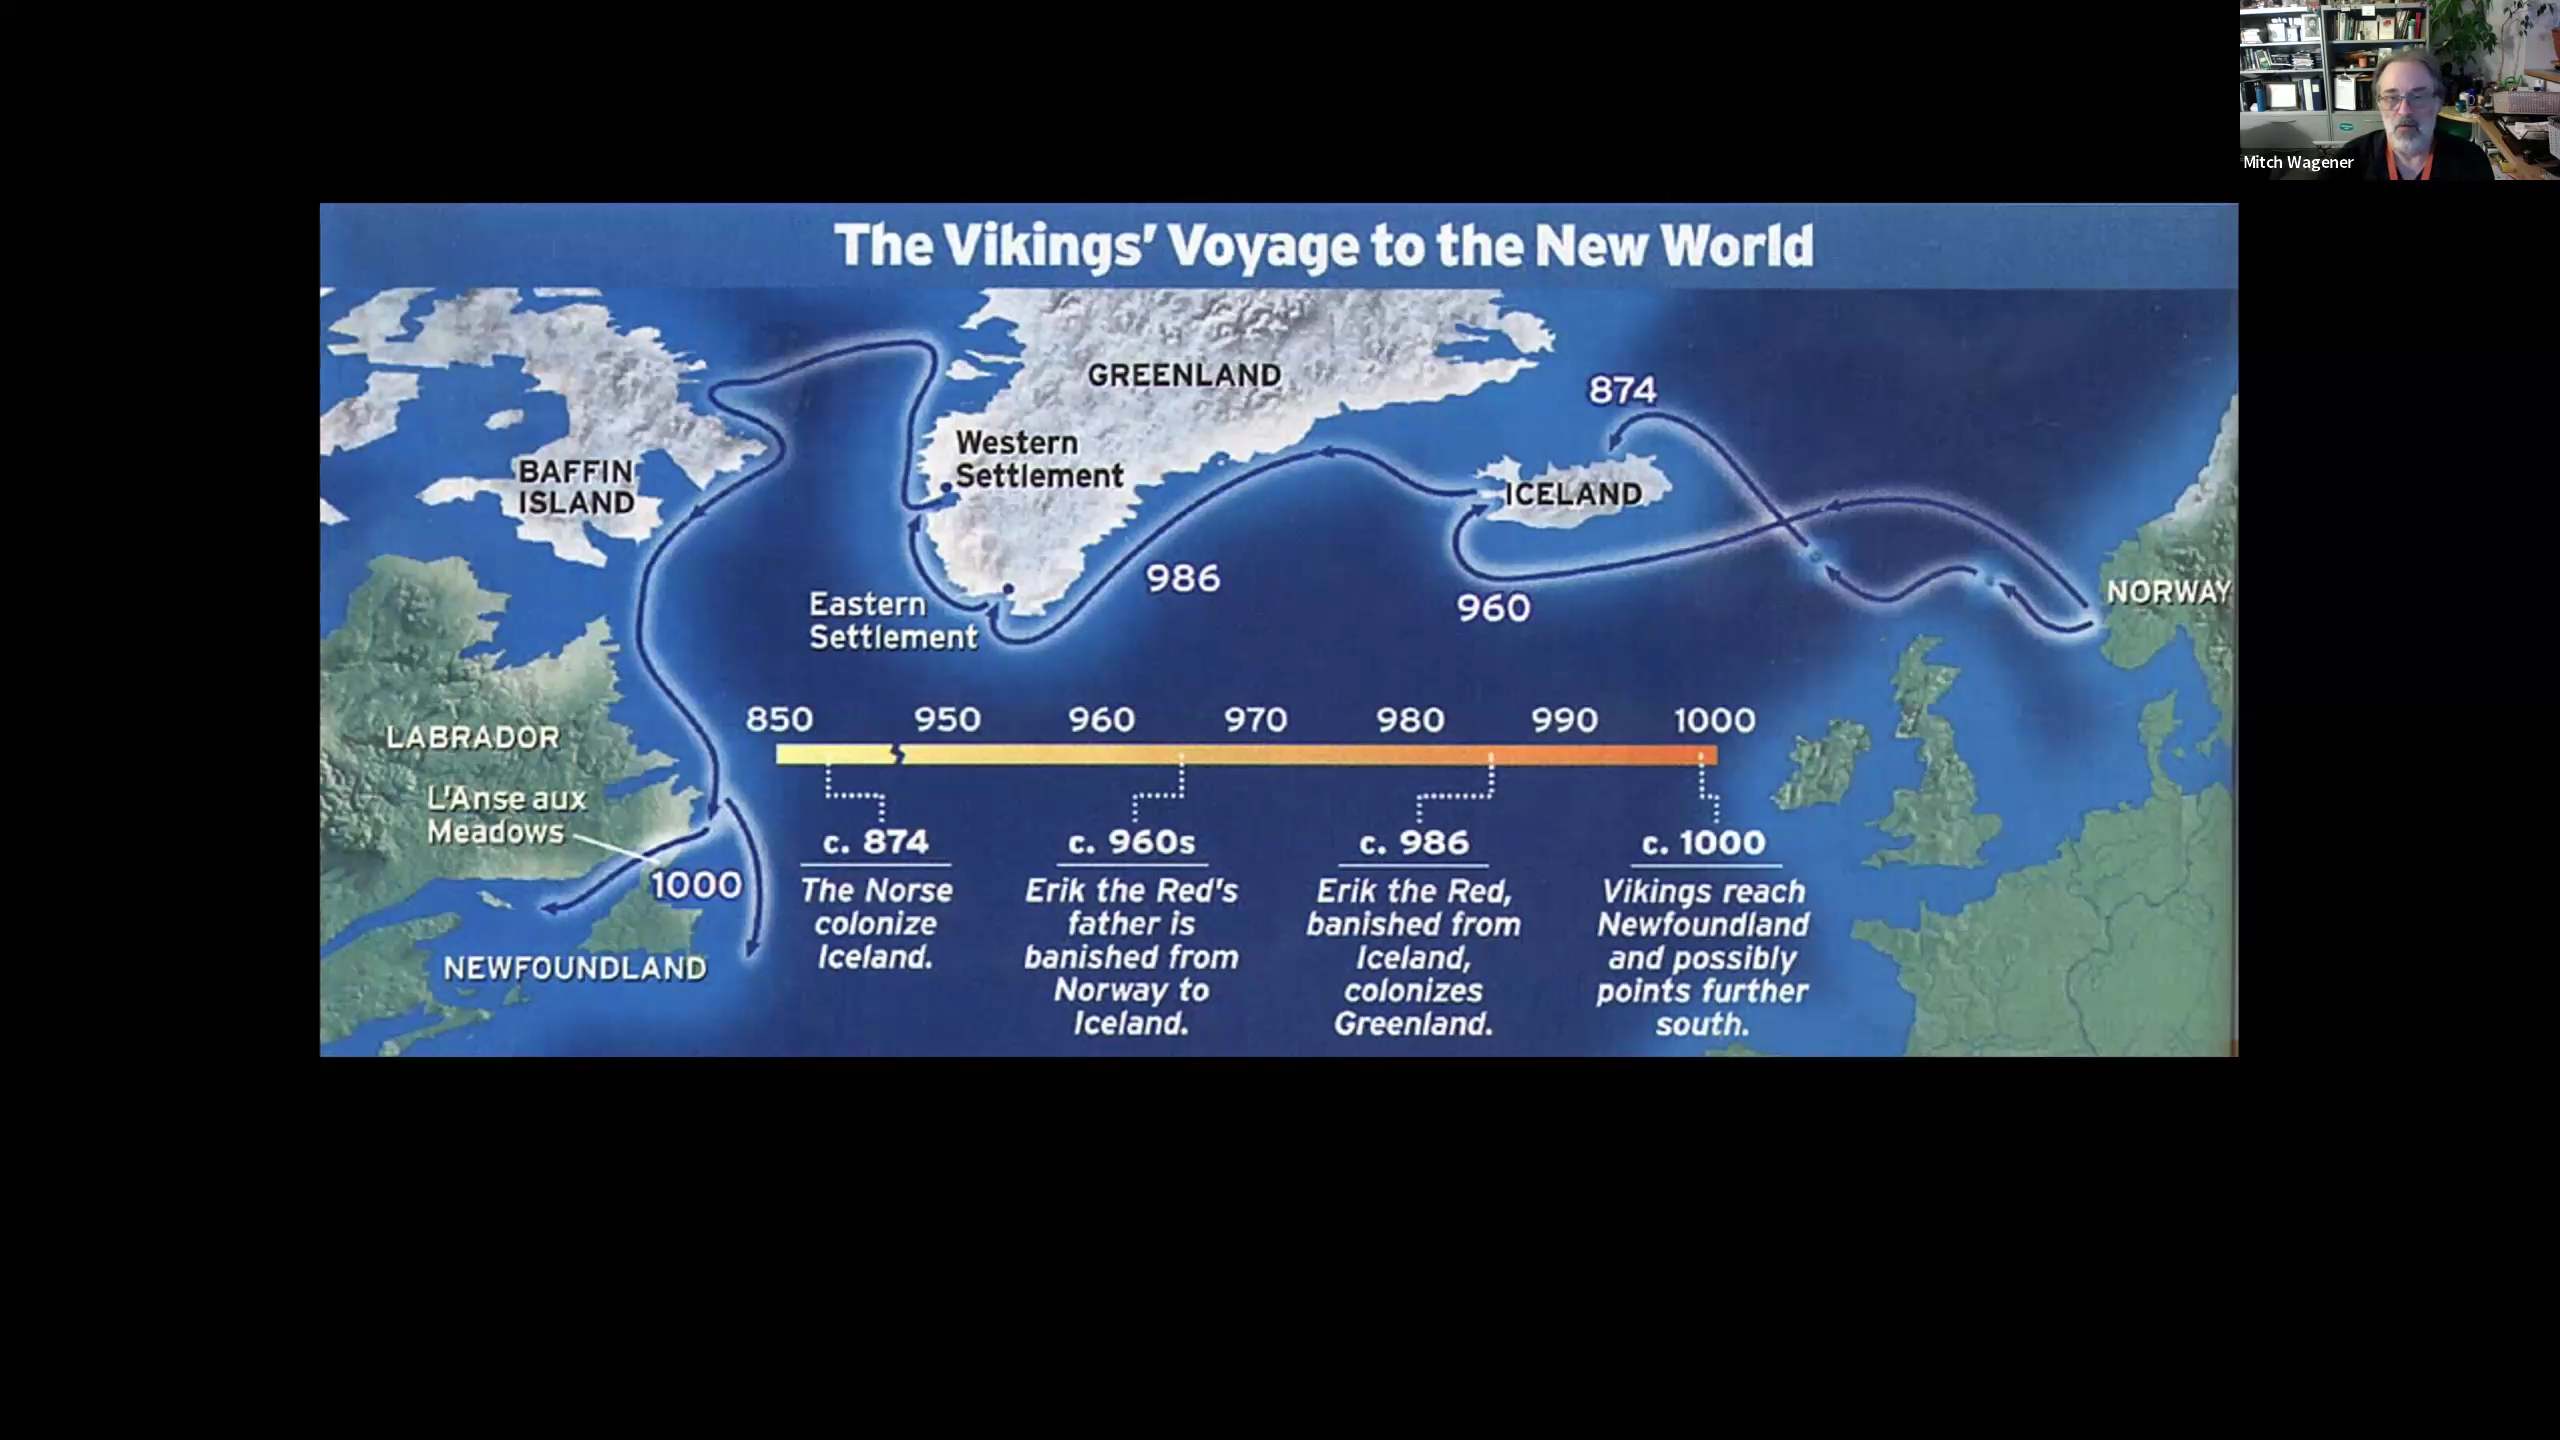 Mitch Wagener
The Vikings' Voyage to the New World
GREENLAND
874
Western
Settlement
BAFFIN
ISLAND
ICELAND
986
NORWAY
Eastern
Settlement
960
850 950 960 970 980 990 1000
LABRADOR
L'Anse aux
Meadows
1000
NEWFOUNDLAND
c. 874
The Norse
colonize
Iceland.
c. 960s
Erik the Red's
father is
banished from
Norway to
Iceland.
c. 986
Erik the Red,
banished from
Iceland,
colonizes
Greenland.
c. 1000
Vikings reach
Newfoundland
and possibly
points further
south.